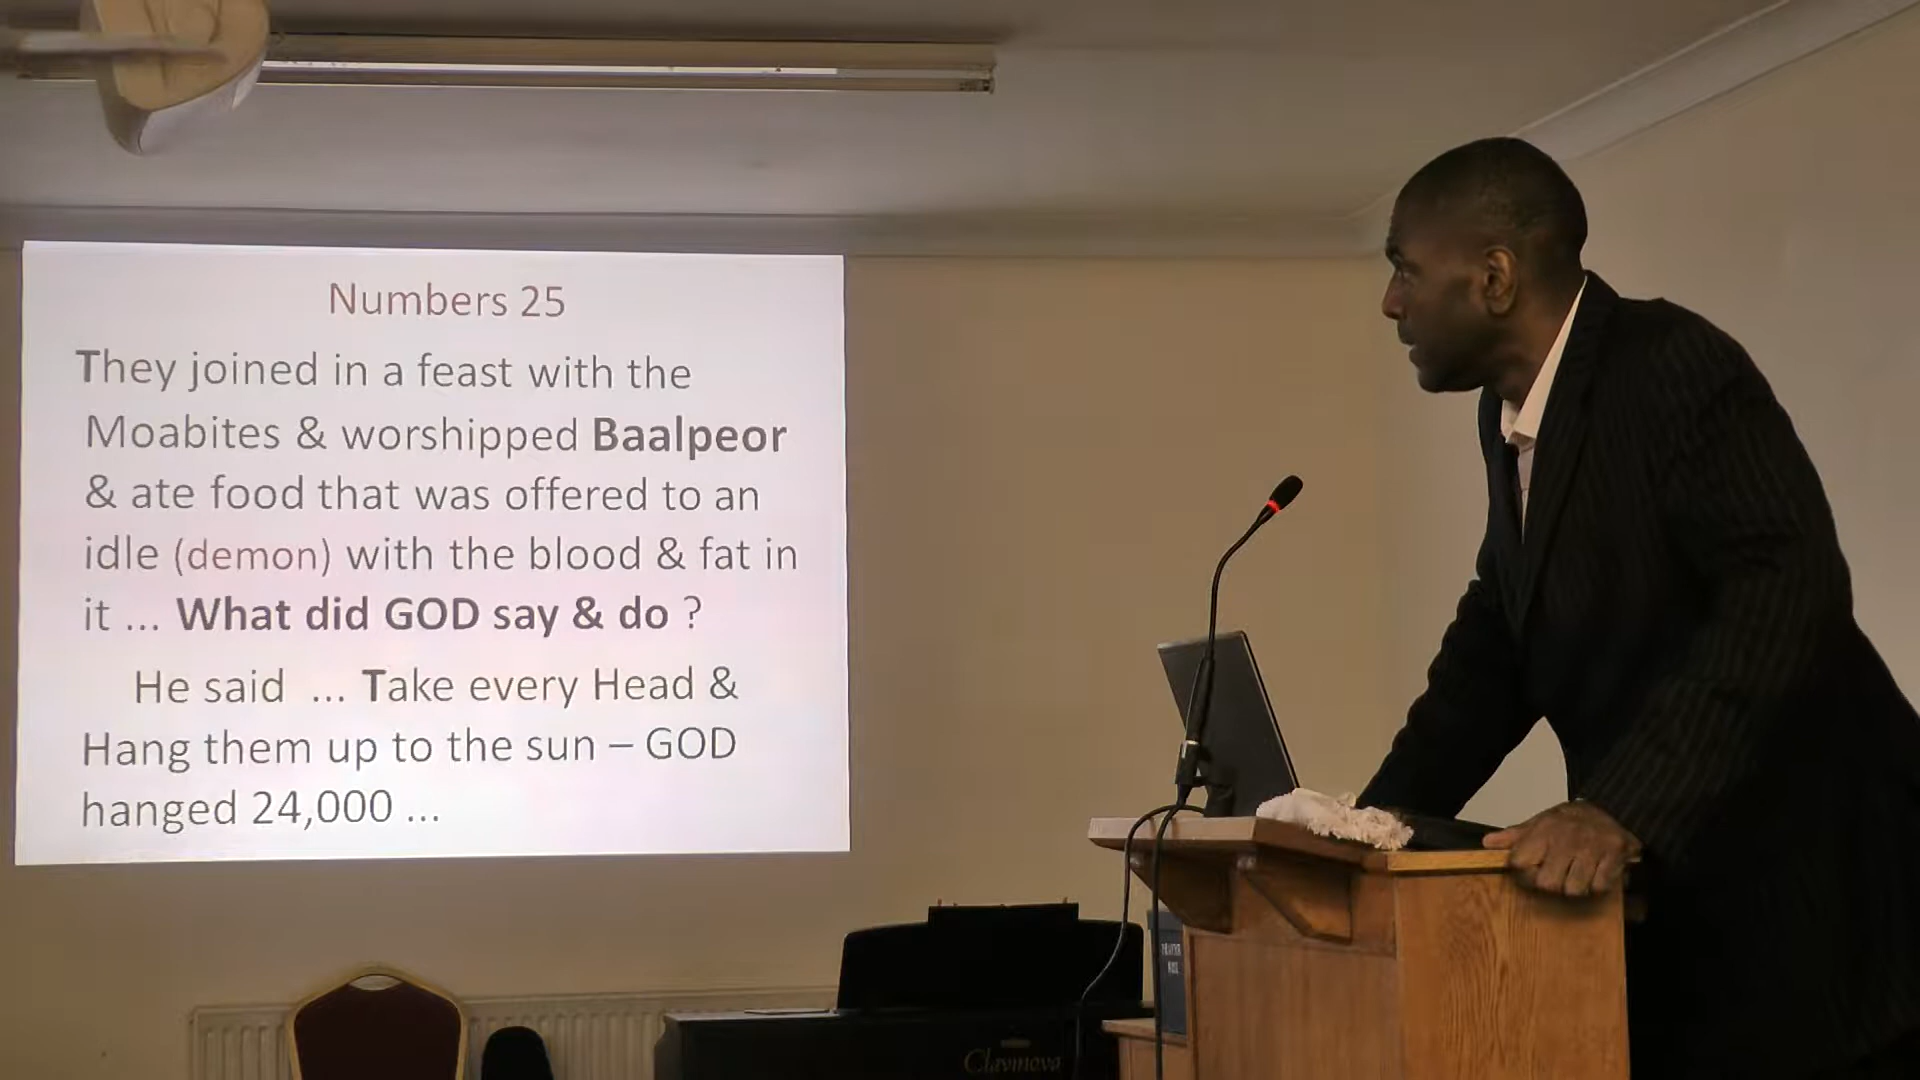 Numbers 25
They joined in a feast with the
Moabites & worshipped Baalpeor
& ate food that was offered to an
idle (demon) with the blood & fat in
it ... What did GOD say & do ?
He said ... Take every Head &
Hang them up to the sun – GOD
hanged 24,000 ...
Clavinova
PRAYER